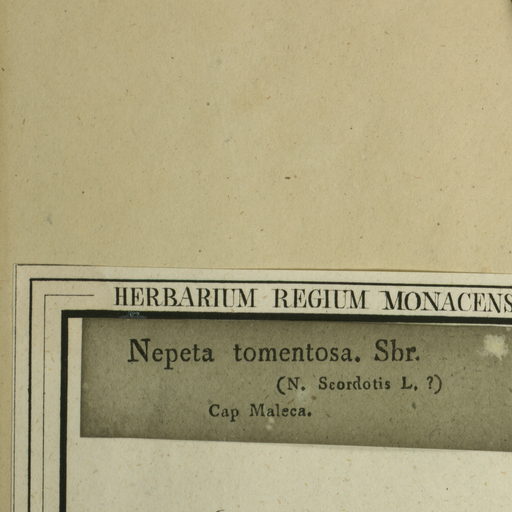 HERBARIUM REGIUM MONACENS
Nepeta tomentosa. Sbr.
(N. Scordotis L. ?)
Cap Maleca.